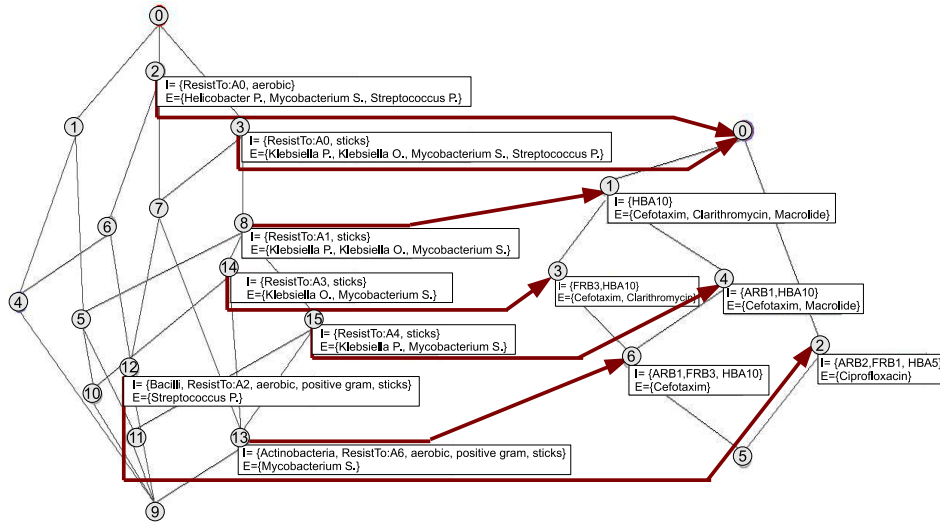 0
2
I= {ResistTo:A0, aerobic}
E={Helicobacter P., Mycobacterium S., Streptococcus P.}
1
3
I= {ResistTo:A0, sticks}
E={Klebsiella P., Klebsiella O., Mycobacterium S., Streptococcus P.}
0
1
I= {HBA10}
E={Cefotaxim, Clarithromycin, Macrolide}
7
6
8
I= {ResistTo:A1, sticks}
E={Klebsiella P., Klebsiella O., Mycobacterium S.}
14
I= {ResistTo:A3, sticks}
E={Klebsiella O., Mycobacterium S.}
3
I= {FRB3,HBA10}
E={Cefotaxim, Clarithromycin}
4
I= {ARB1,HBA10}
E={Cefotaxim, Macrolide}
4
5
15
I= {ResistTo:A4, sticks}
E={Klebsiella P., Mycobacterium S.}
2
I= {ARB2,FRB1, HBA5}
E={Ciprofloxacin}
6
I= {ARB1,FRB3, HBA10}
E={Cefotaxim}
12
I= {Bacilli, ResistTo:A2, aerobic, positive gram, sticks}
E={Streptococcus P.}
10
11
13
I= {Actinobacteria, ResistTo:A6, aerobic, positive gram, sticks}
E={Mycobacterium S.}
5
9